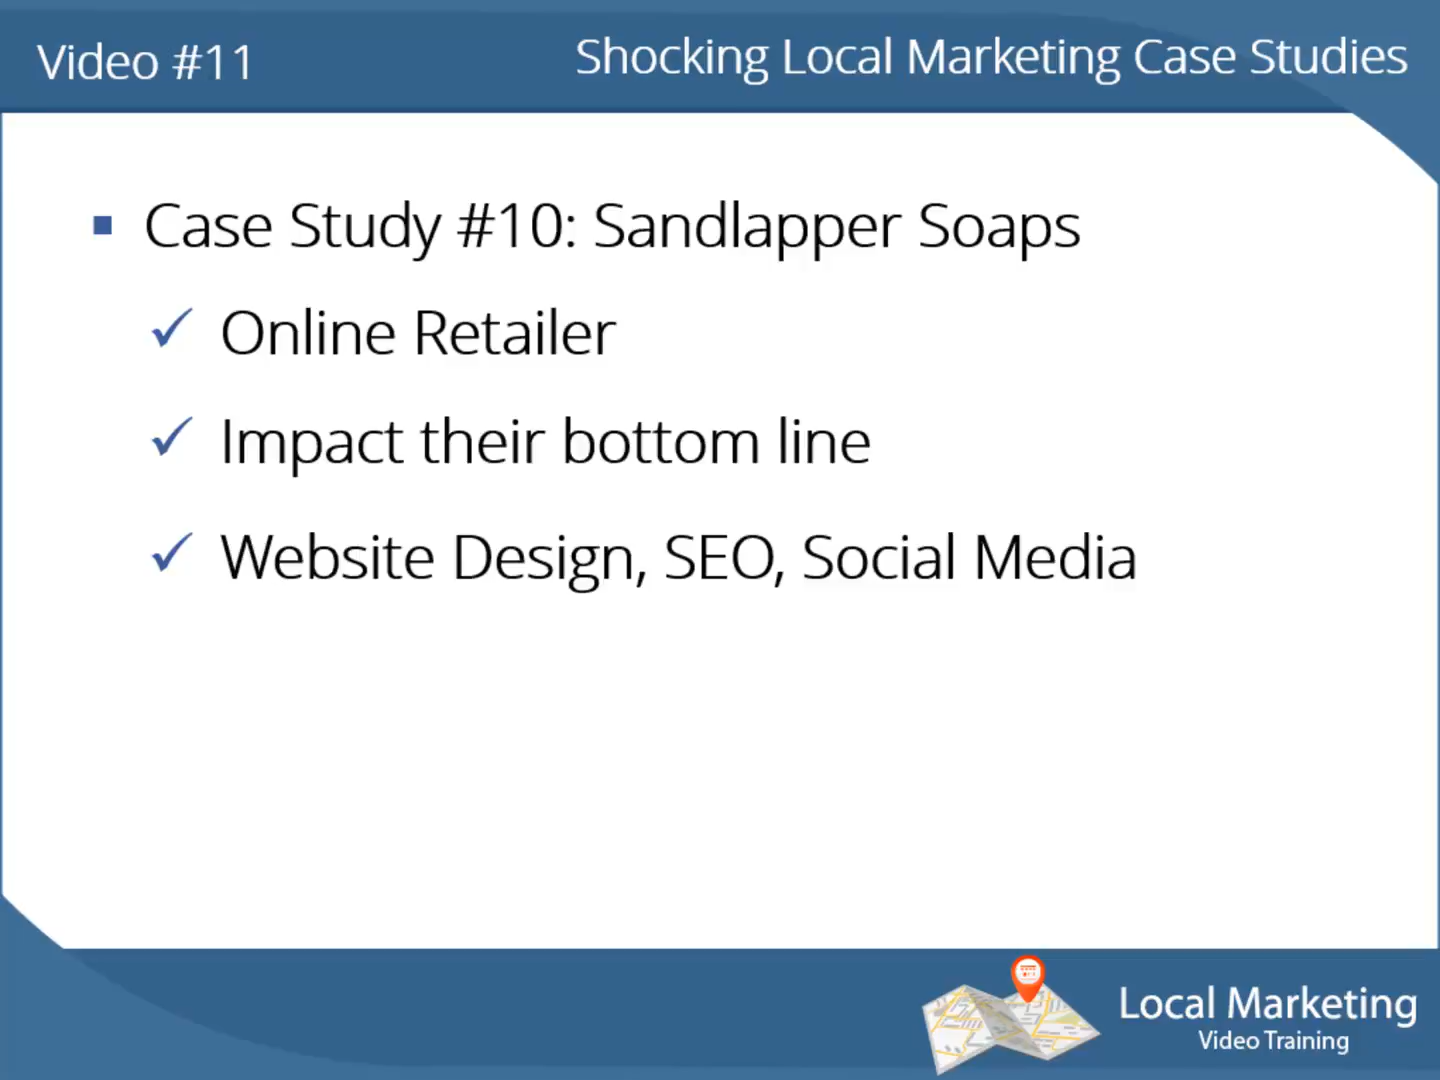 Video #11
Shocking Local Marketing Case Studies
Case Study #10: Sandlapper Soaps
Online Retailer
Impact their bottom line
Website Design, SEO, Social Media
Local Marketing
Video Training